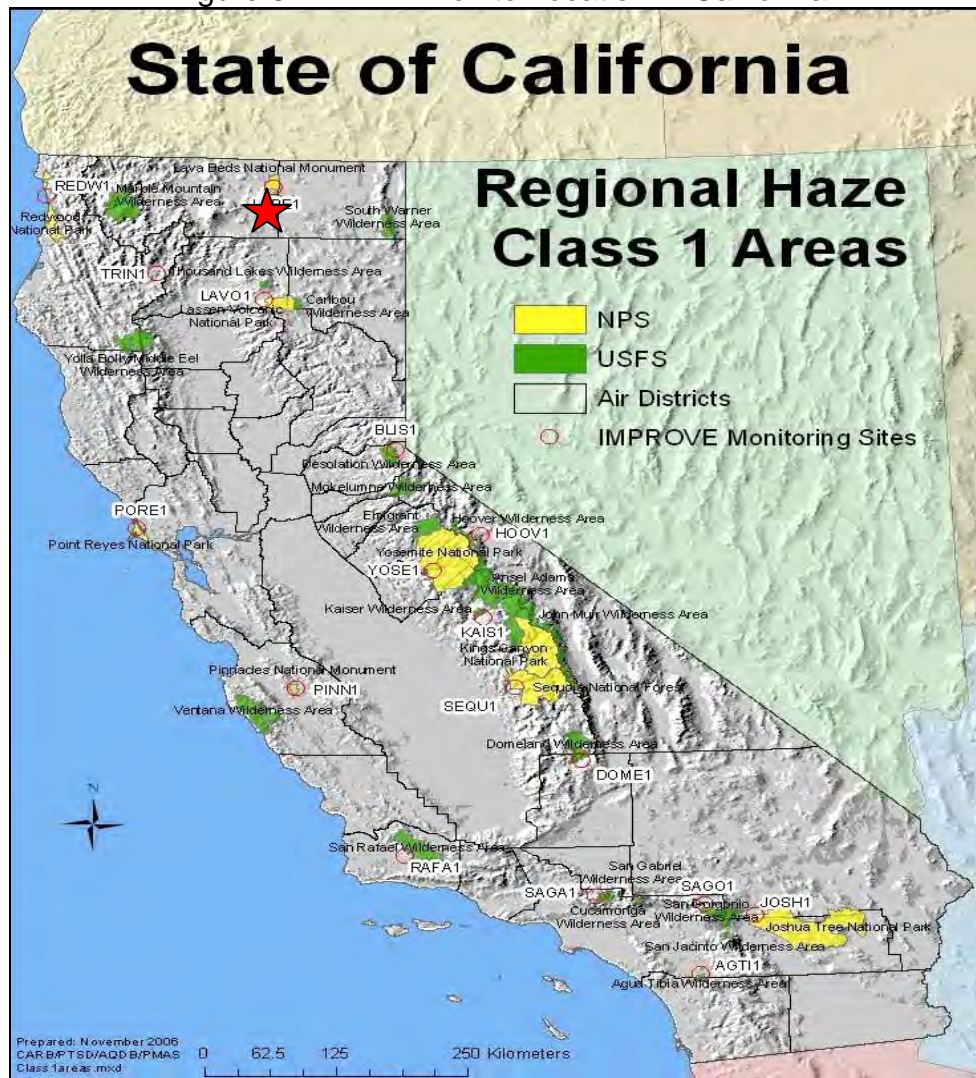 State of California
Regional Haze
Class 1 Areas
NPS
USFS
Air Districts
IMPROVE Monitoring Sites
Lava Beds National Monument
REDW1
Marble Mountain
Wilderness Area
Redwood
National Park
South Warner
Wilderness Area
TRIN1
Thousand Lakes Wilderness Area
LAVO1
Lassen Volcanic
National Park
Caribou
Wilderness Area
Yolla Bolly Middle Eel
Wilderness Area
BLIS1
Desolation Wilderness Area
Mokelumne Wilderness Area
PORE1
Point Reyes National Park
Emigrant
Wilderness Area
Hoover Wilderness Area
HOOV1
Yosemite National Park
YOSE1
Ansel Adams
Wilderness Area
Kaiser Wilderness Area
John Muir Wilderness Area
KAIS1
Kings Canyon
National Park
Pinnacles National Monument
PINN1
Ventana Wilderness Area
SEQU1
Sequoia National Forest
Domeland Wilderness Area
DOME1
N
San Rafael Wilderness Area
RAFA1
San Gabriel
Wilderness Area
SAGA1
Cucamonga
Wilderness Area
SAGO1
San Gorgonio
Wilderness Area
JOSH1
Joshua Tree National Park
San Jacinto Wilderness Area
AGTI1
Agua Tibia Wilderness Area
Prepared: November 2006
CARB/PTSD/AQDB/PMAS
Class1areas.mxd
0 62.5 125 250 Kilometers